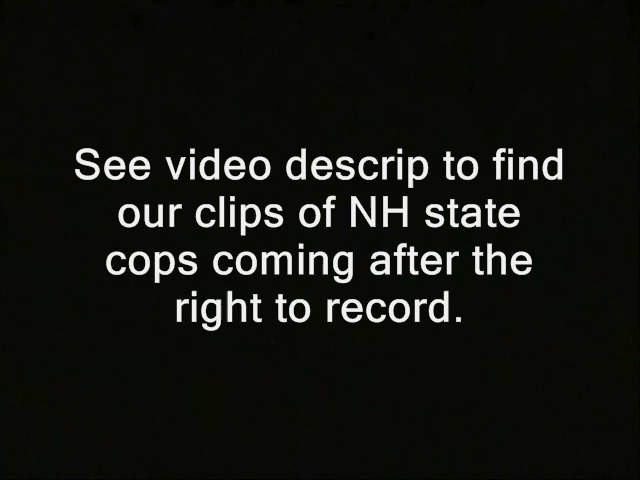 See video descrip to find
our clips of NH state
cops coming after the
right to record.